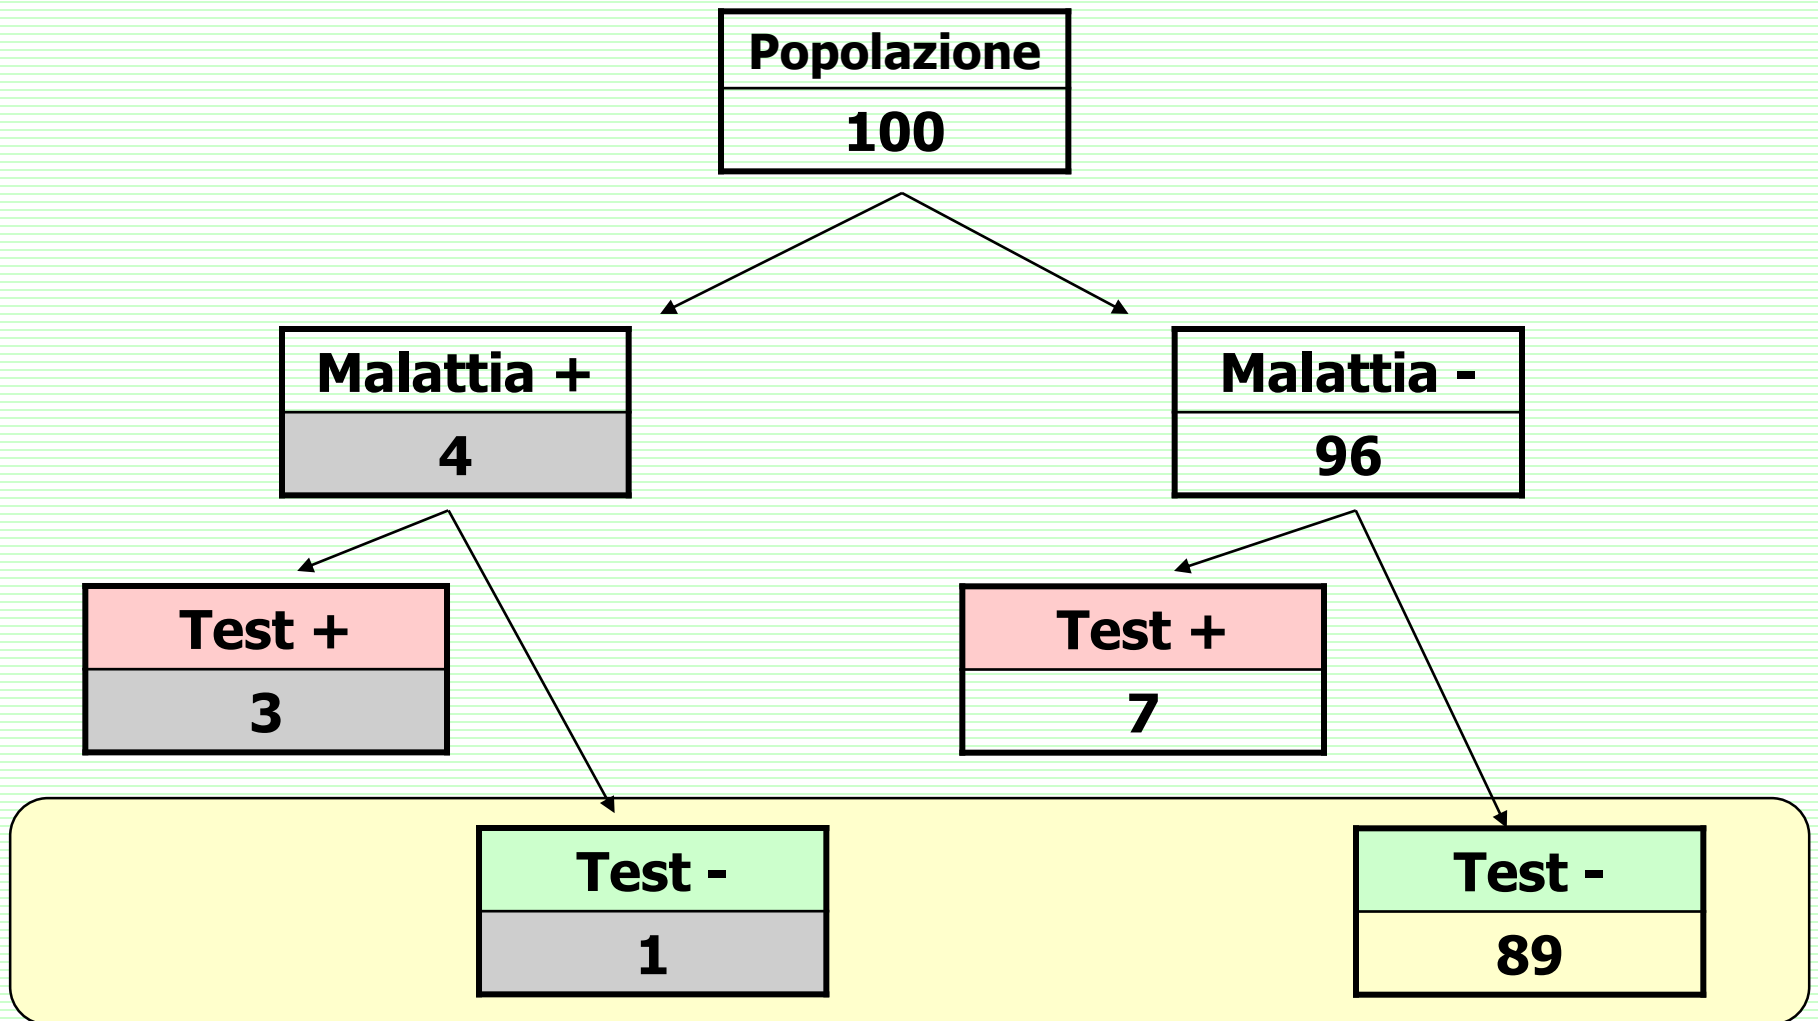 Popolazione
100
Malattia +
4
Malattia -
96
Test +
3
Test +
7
Test -
1
Test -
89